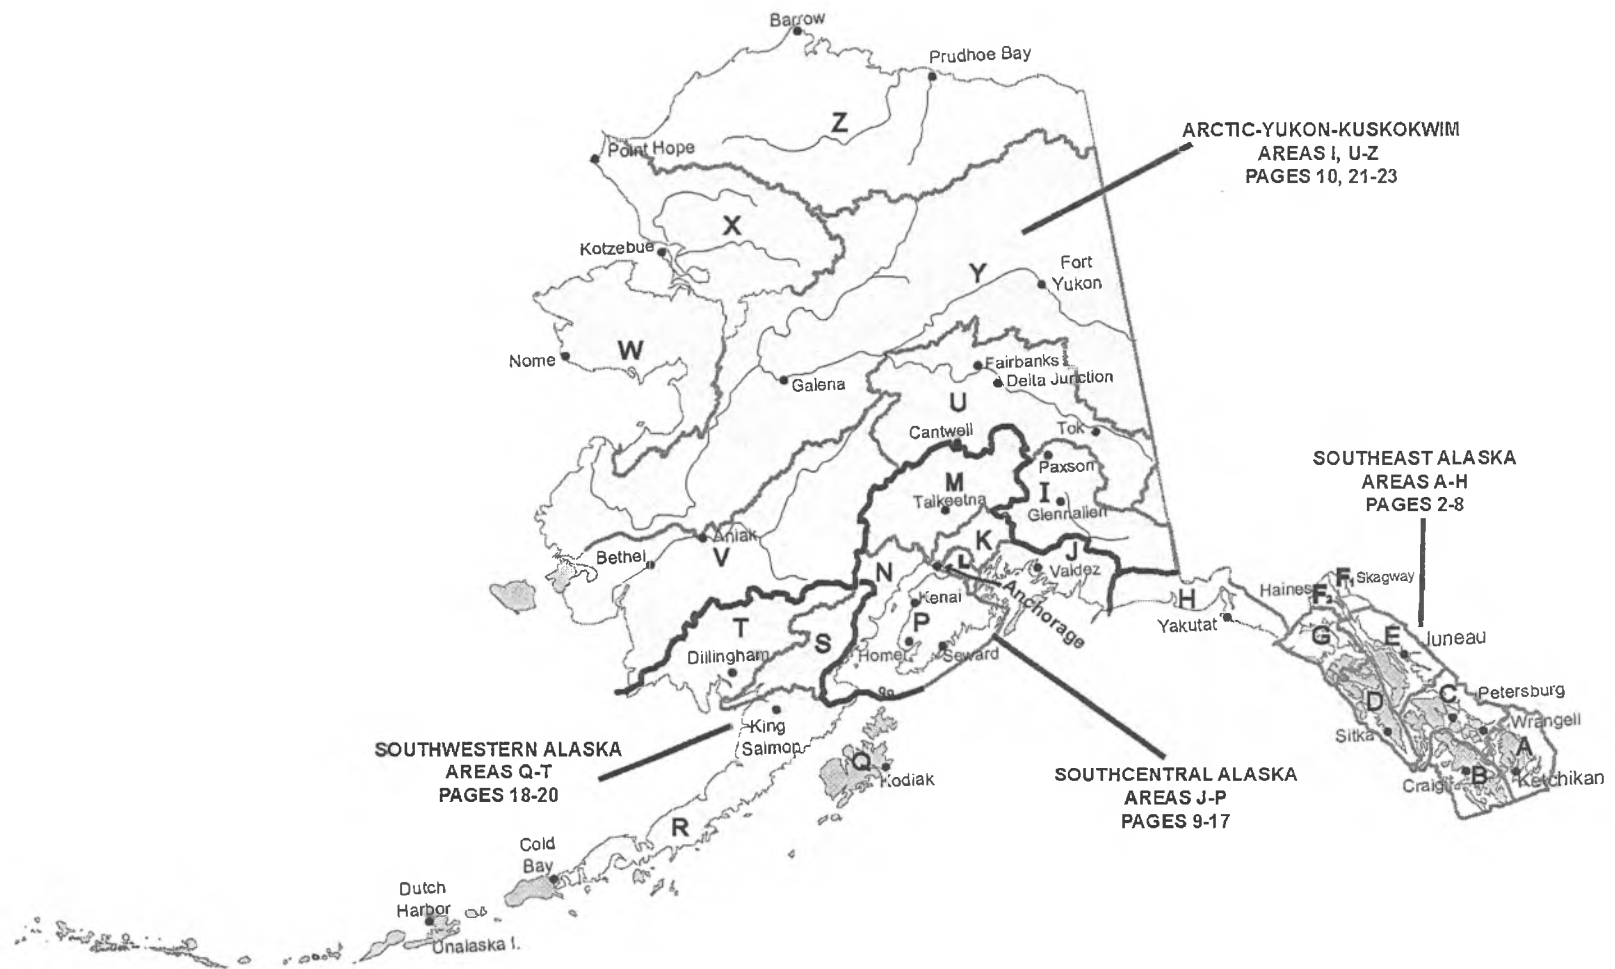 Barrow
Prudhoe Bay
Z
ARCTIC-YUKON-KUSKOKWIM
AREAS I, U-Z
PAGES 10, 21-23
Point Hope
X
Kotzebue
Y
Fort
Yukon
W
Nome
Galena
Fairbanks
Delta Junction
U
Cantwell
Tok
Paxson
SOUTHEAST ALASKA
AREAS A-H
PAGES 2-8
M
Talkeetna
I
Glennallen
Aniak
K
J
Bethel
V
N
L
Valdez
Anchorage
Kenai
H
Yakutat
Haines
F1
Skagway
F2
T
S
P
Homer
Seward
Dillingham
G
E
Juneau
D
C
Petersburg
Wrangell
Sitka
A
B
Craig
Ketchikan
King
Salmon
SOUTHWESTERN ALASKA
AREAS Q-T
PAGES 18-20
Q
Kodiak
SOUTHCENTRAL ALASKA
AREAS J-P
PAGES 9-17
R
Cold
Bay
Dutch
Harbor
Unalaska I.